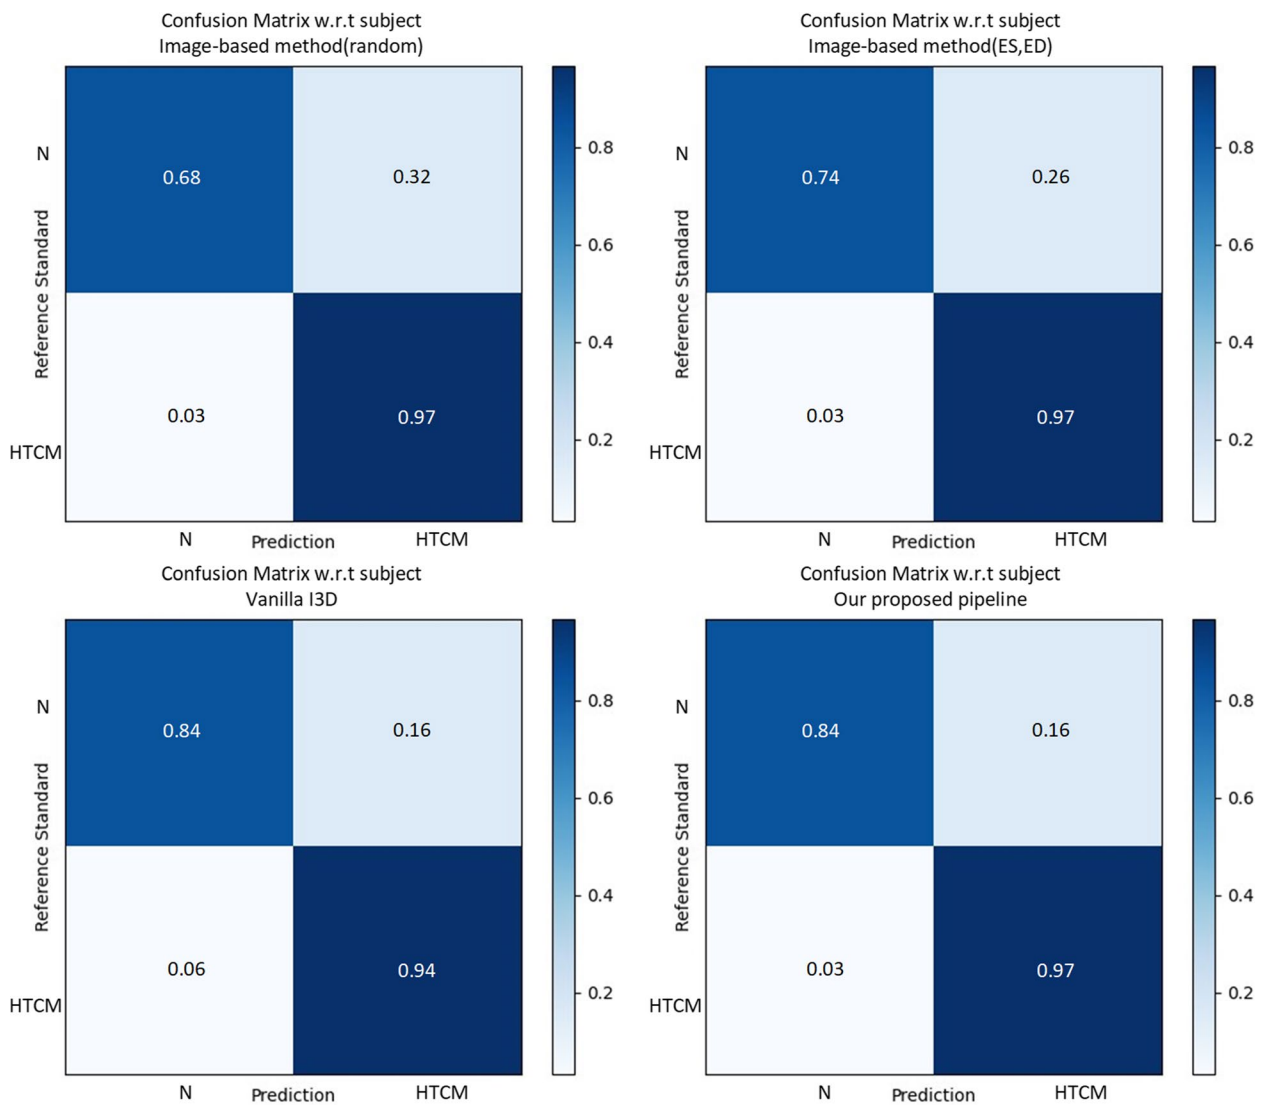 Confusion Matrix w.r.t subject
Image-based method(random)
N
0.68
0.32
0.8
0.6
0.4
0.2
Reference Standard
0.03
0.97
HTCM
N
Prediction
HTCM
Confusion Matrix w.r.t subject
Image-based method(ES,ED)
N
0.74
0.26
0.8
0.6
0.4
0.2
Reference Standard
0.03
0.97
HTCM
N
Prediction
HTCM
Confusion Matrix w.r.t subject
Vanilla I3D
N
0.84
0.16
0.8
0.6
0.4
0.2
Reference Standard
0.06
0.94
HTCM
N
Prediction
HTCM
Confusion Matrix w.r.t subject
Our proposed pipeline
N
0.84
0.16
0.8
0.6
0.4
0.2
Reference Standard
0.03
0.97
HTCM
N
Prediction
HTCM